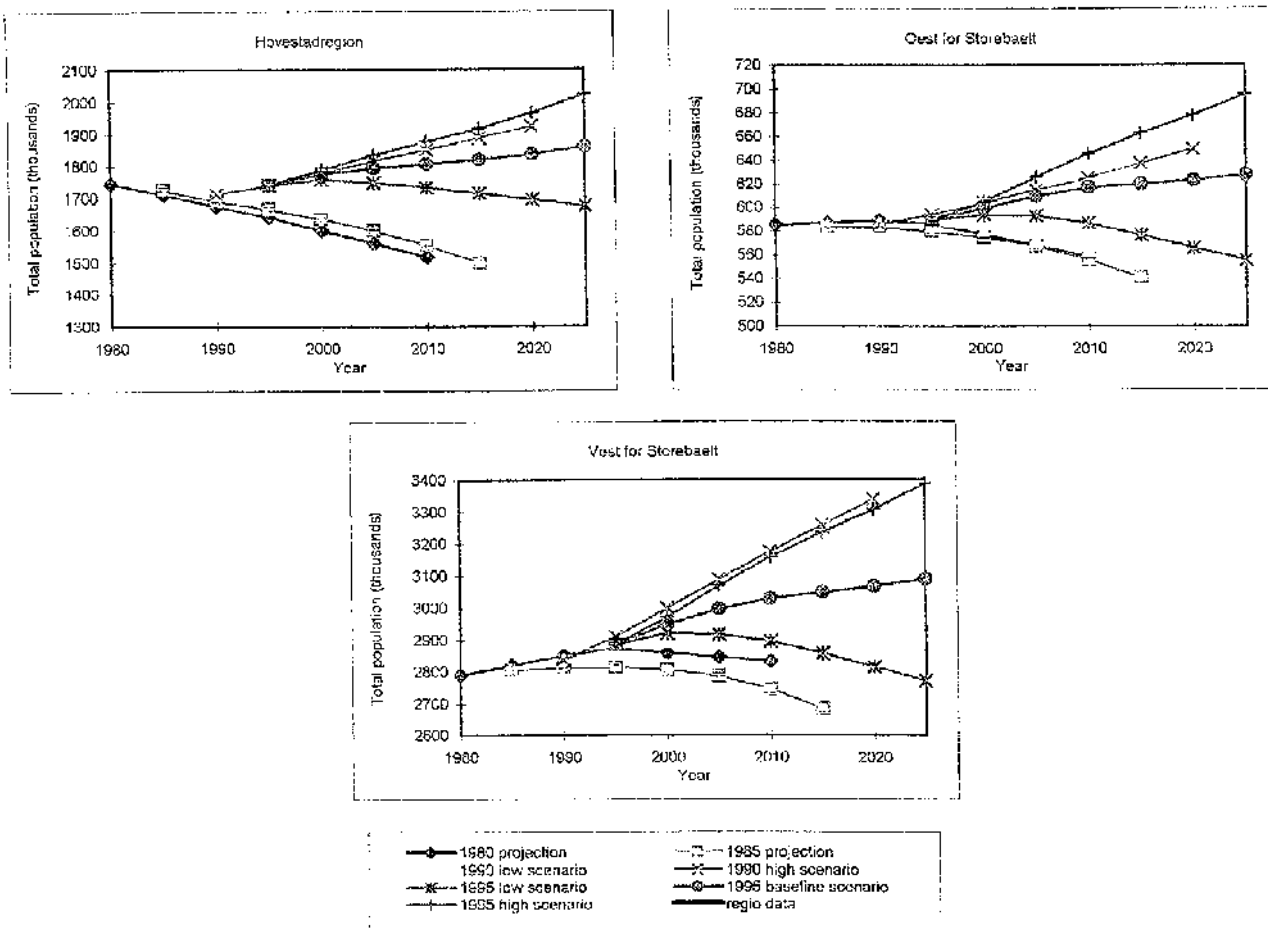 Hovestadregion
Total population (thousands)
2100
2000
1900
1800
1700
1600
1500
1400
1300
1980
1990
2000
2010
2020
Year
Oest for Storebaelt
Total population (thousands)
720
700
680
660
640
620
600
580
560
540
520
500
1980
1990
2000
2010
2020
Year
Vest for Storebaelt
Total population (thousands)
3400
3300
3200
3100
3000
2900
2800
2700
2600
1980
1990
2000
2010
2020
Year
1980 projection
1985 projection
1990 low scenario
1990 high scenario
1995 low scenario
1995 baseline scenario
1995 high scenario
regio data